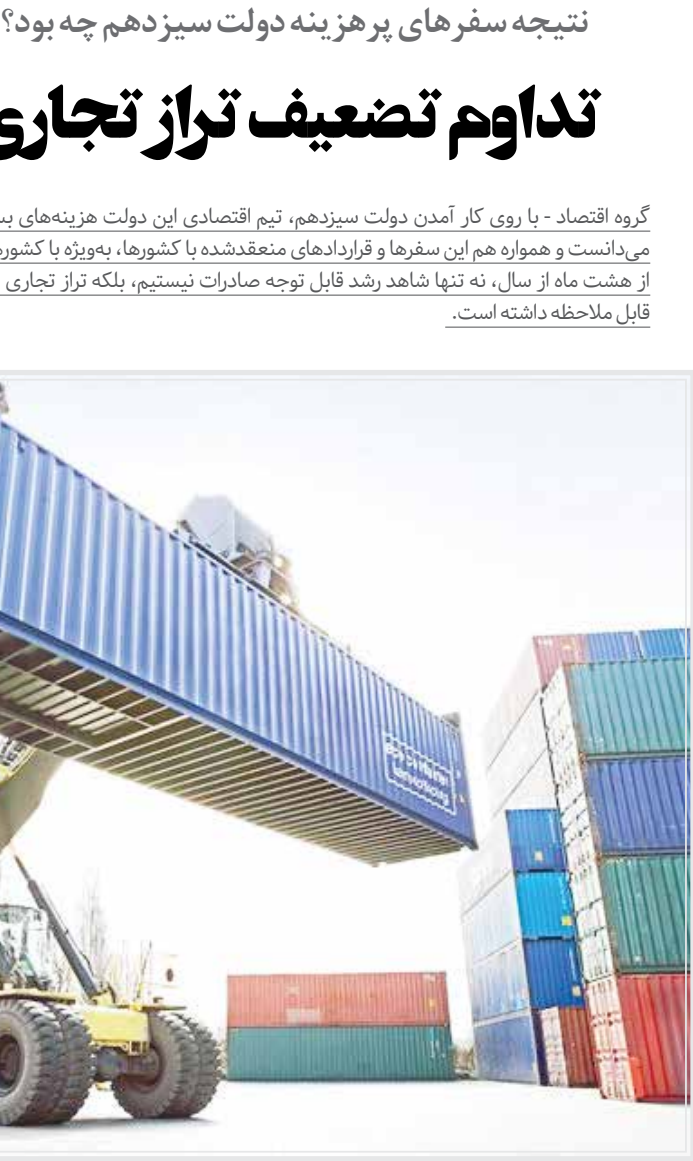 نتیجه سفرهای پرهزینه دولت سیزدهم چه بود؟
تداوم تضعیف تراز تجاری
گروه اقتصاد - با روی کار آمدن دولت سیزدهم، تیم اقتصادی این دولت هزینه‌های
می‌دانست و همواره هم این سفرها و قراردادهای منعقدشده با کشورها، به‌ویژه با
از هشت ماه از سال، نه تنها شاهد رشد قابل توجه صادرات نیستیم، بلکه تراز تجاری
قابل ملاحظه داشته است.